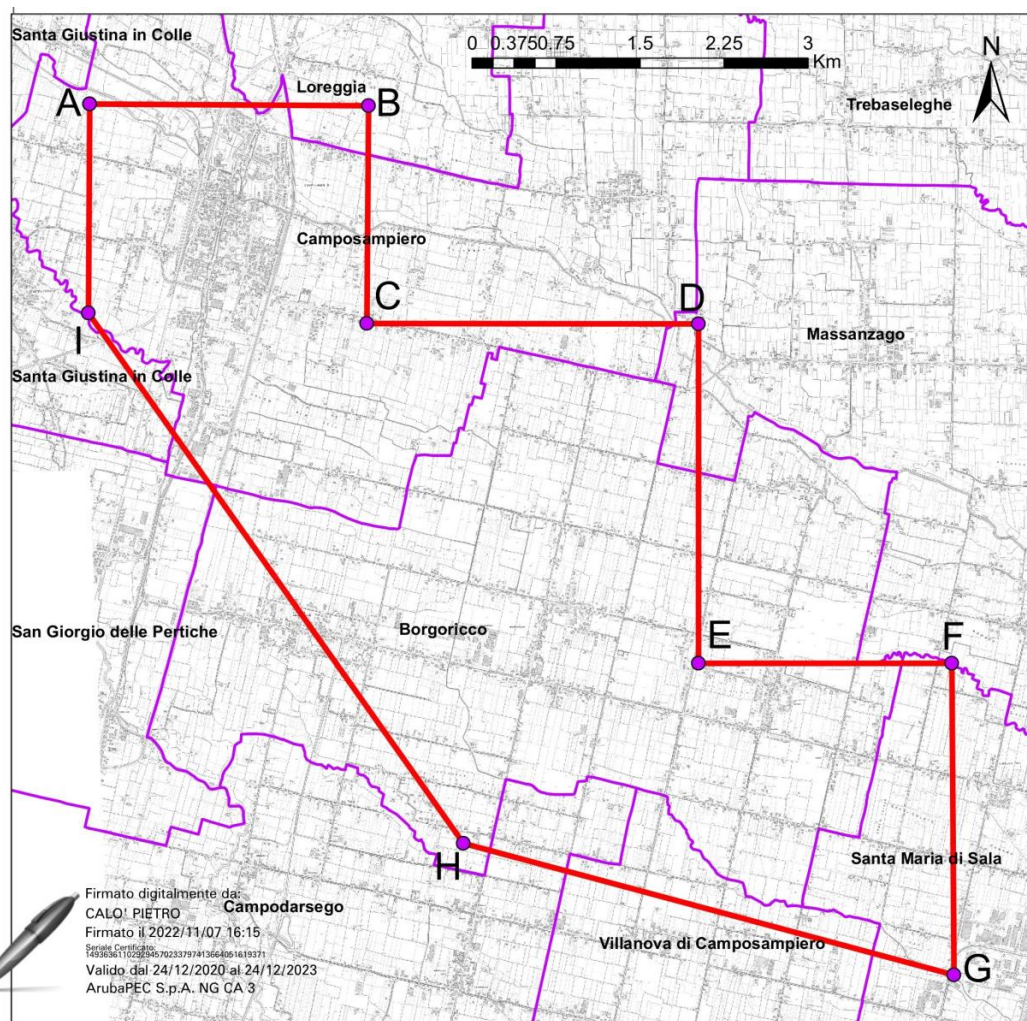 Santa Giustina in Colle
0 0.375 0.75 1.5 2.25 3
Km
N
Loreggia
A
B
Trebaseleghe
Camposampiero
C
D
I
Massanzago
Santa Giustina in Colle
San Giorgio delle Pertiche
Borgoricco
E
F
H
Santa Maria di Sala
Villanova di Camposampiero
G
Campodarsego
Firmato digitalmente da:
CALO' PIETRO
Firmato il 2022/11/07 16:15
Seriale Certificato:
Valido dal 24/12/2020 al 24/12/2023
ArubaPEC S.p.A. NG CA 3